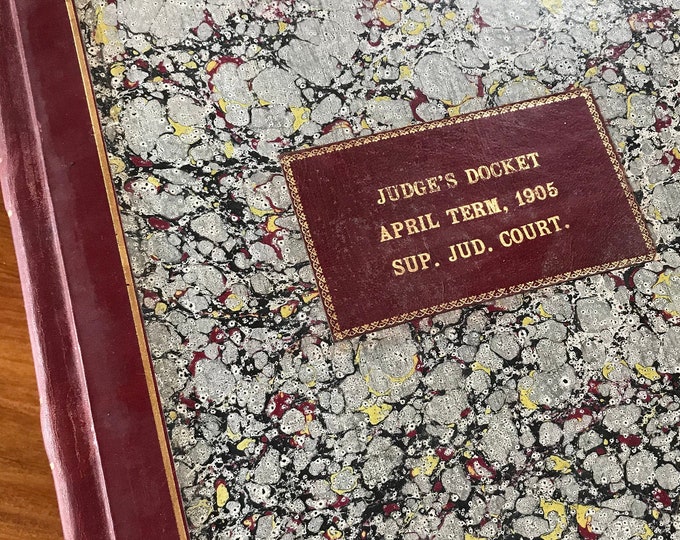 JUDGE'S DOCKET
APRIL TERM, 1905
SUP. JUD. COURT.